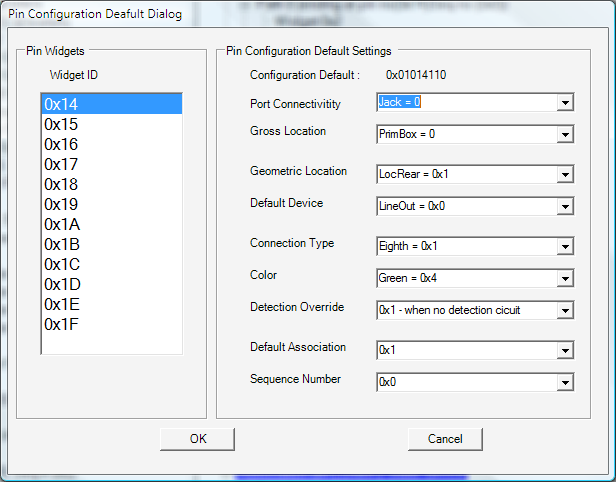 Pin Configuration Deafult Dialog
Pin Widgets
Widget ID
0x14
0x15
0x16
0x17
0x18
0x19
0x1A
0x1B
0x1C
0x1D
0x1E
0x1F
Pin Configuration Default Settings
Configuration Default : 0x01014110
Port Connectivitity Jack = 0
Gross Location PrimBox = 0
Geometric Location LocRear = 0x1
Default Device LineOut = 0x0
Connection Type Eighth = 0x1
Color Green = 0x4
Detection Override 0x1 - when no detection cicuit
Default Association 0x1
Sequence Number 0x0
OK Cancel